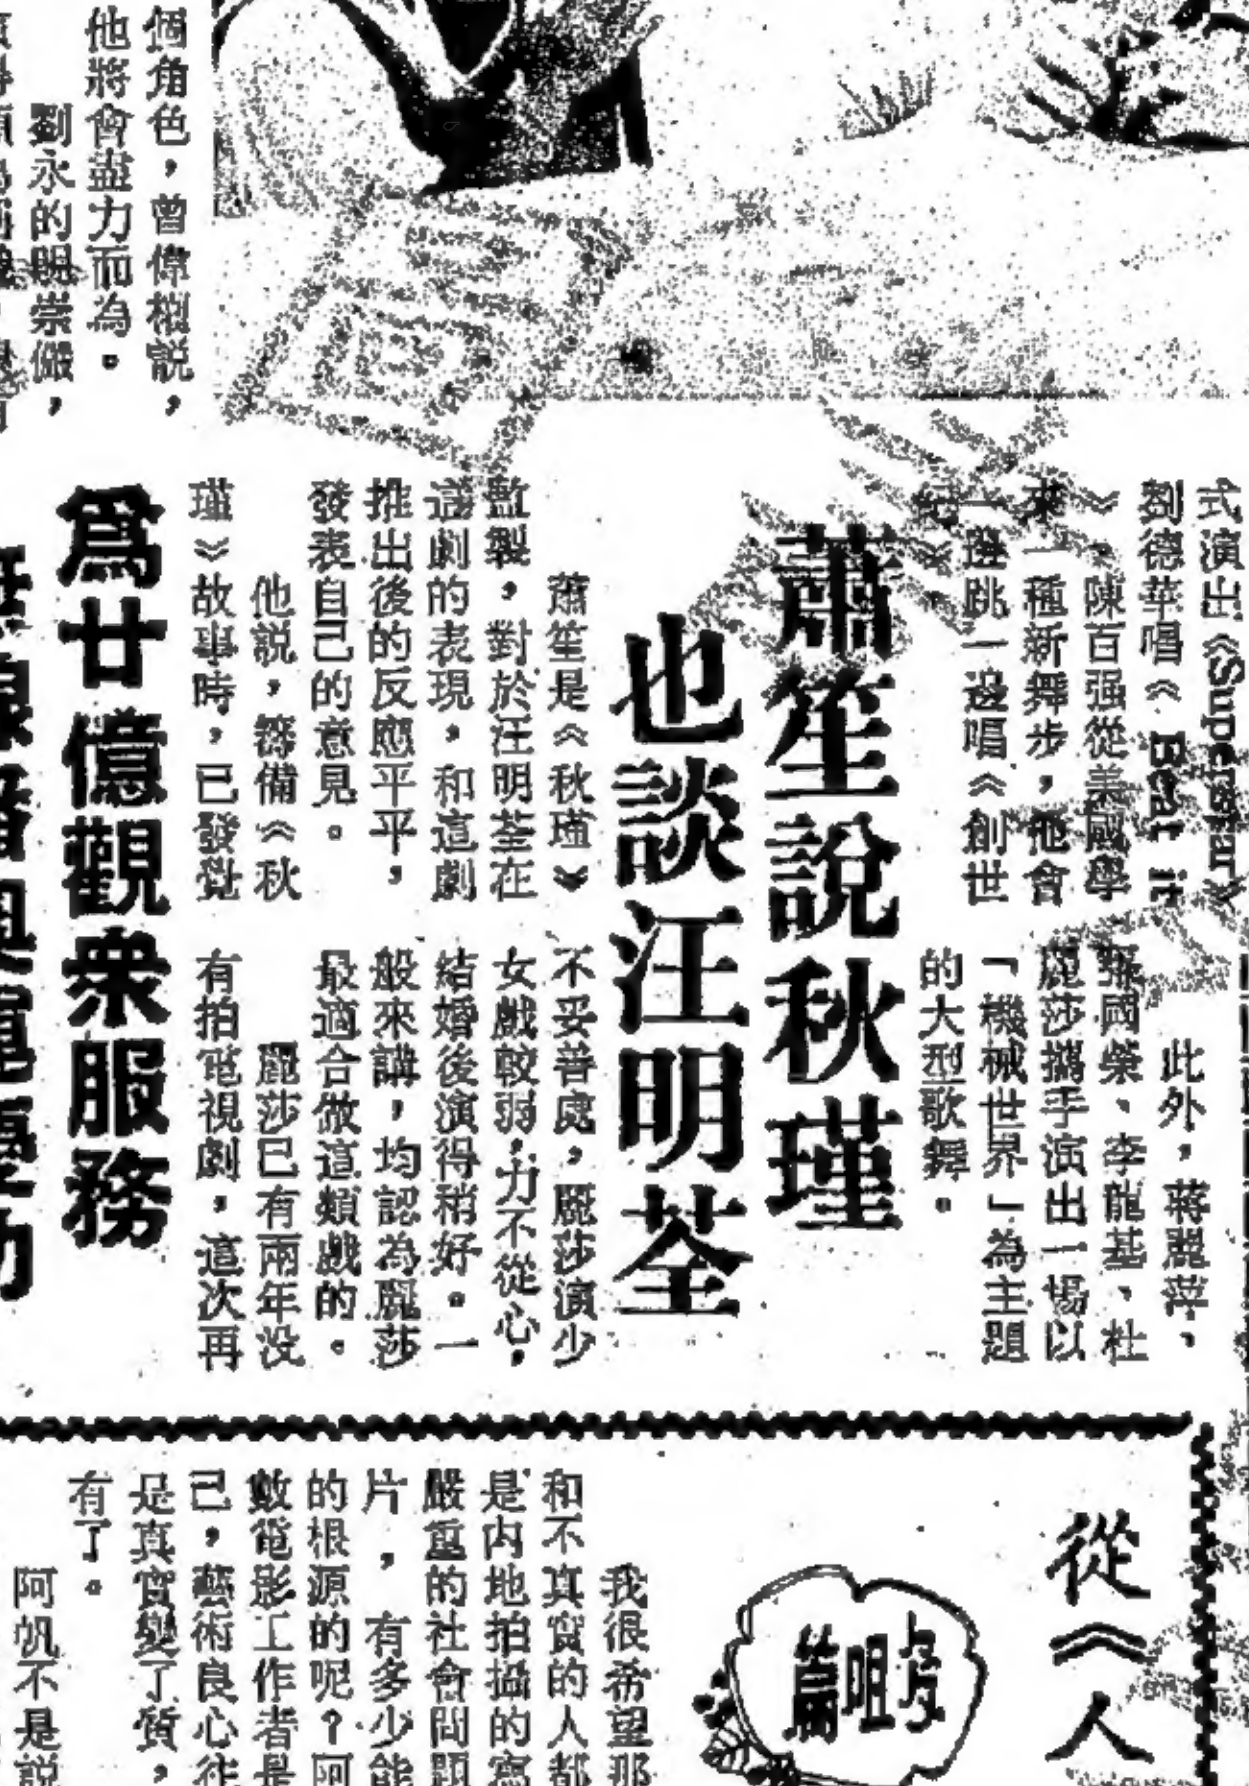 式演出《Superstar》
劉德華唱《Beat it
》，陳百强從美國學
來一種新舞步，他會
一邊跳一邊唱《創世
紀》。
此外，蔣麗萍、
張國榮、李龍基、杜
麗莎攜手演出一場以
「機械世界」為主題
的大型歌舞。
蕭笙說秋瑾
也談汪明荃
蕭笙是《秋瑾》
監製，對於汪明荃在
該劇的表現，和這劇
推出後的反應平平，
發表自己的意見。
他説，籌備《秋
瑾》故事時，已發覺
不妥善處，麗莎演少
女戲較弱，力不從心，
結婚後演得稍好。一
般來講，均認為麗莎
最適合做這類戲的。
麗莎已有兩年没
有拍電視劇，這次再
個角色，曾偉權説，
他將會盡力而為。
劉永的明崇儼，
爲廿億觀衆服務
從《人
我很希望那
和不真實的人都
是内地拍攝的寫
嚴重的社會問題
片，有多少能
的根源的呢？阿
數電影工作者是
己，藝術良心往
是真實變了質，
有了。
阿帆不是説